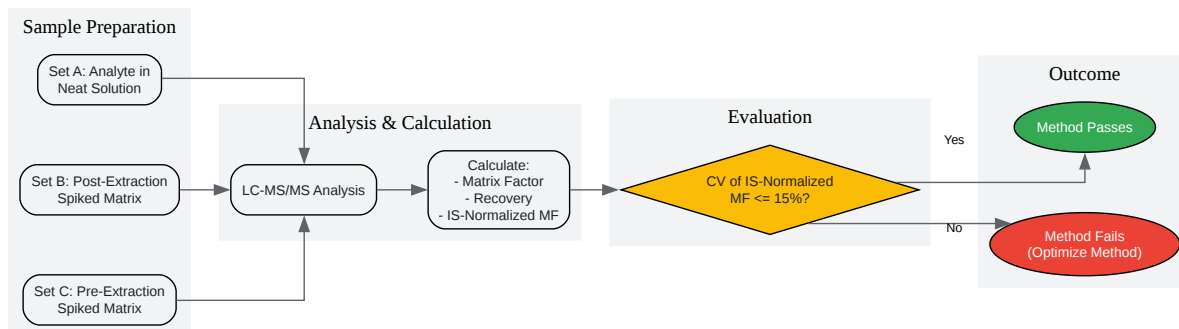 Sample Preparation
Set A: Analyte in
Neat Solution
Set B: Post-Extraction
Spiked Matrix
Set C: Pre-Extraction
Spiked Matrix
Analysis & Calculation
LC-MS/MS Analysis
Calculate:
- Matrix Factor
- Recovery
- IS-Normalized MF
Evaluation
CV of IS-Normalized
MF <= 15%?
Yes
No
Outcome
Method Passes
Method Fails
(Optimize Method)